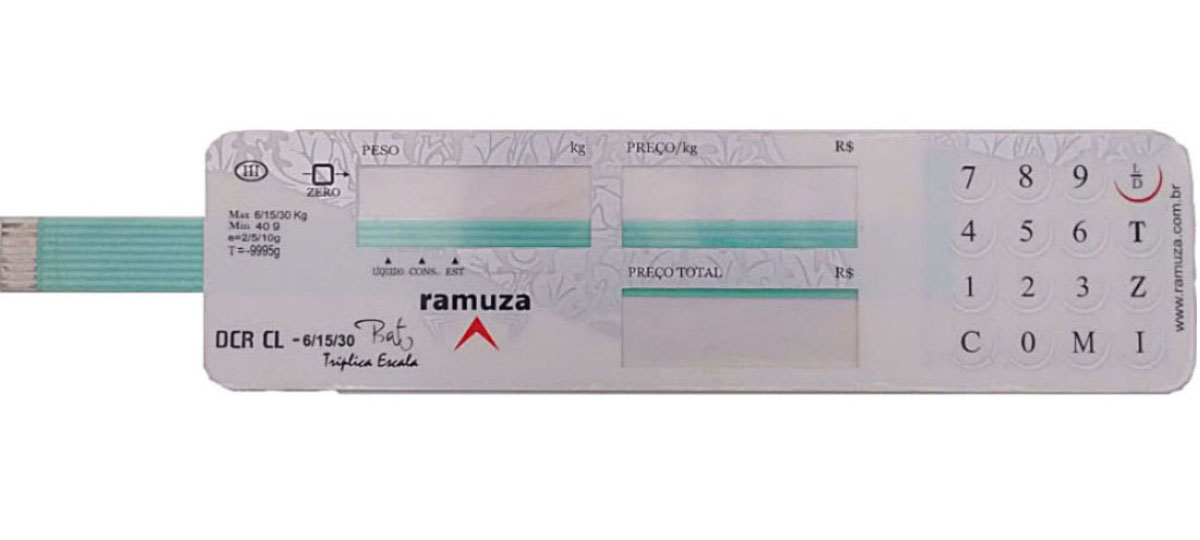 III
ZERO
Max 6/15/30 Kg
Min 40 g
e=2/5/10g
T=-9995g
PESO kg
PREÇO/kg R$
LÍQUIDO CONS. EST
PREÇO TOTAL R$
ramuza
DCR CL - 6/15/30 Bat
Tríplica Escala
7 8 9 L/D
4 5 6 T
1 2 3 Z
C 0 M I
www.ramuza.com.br